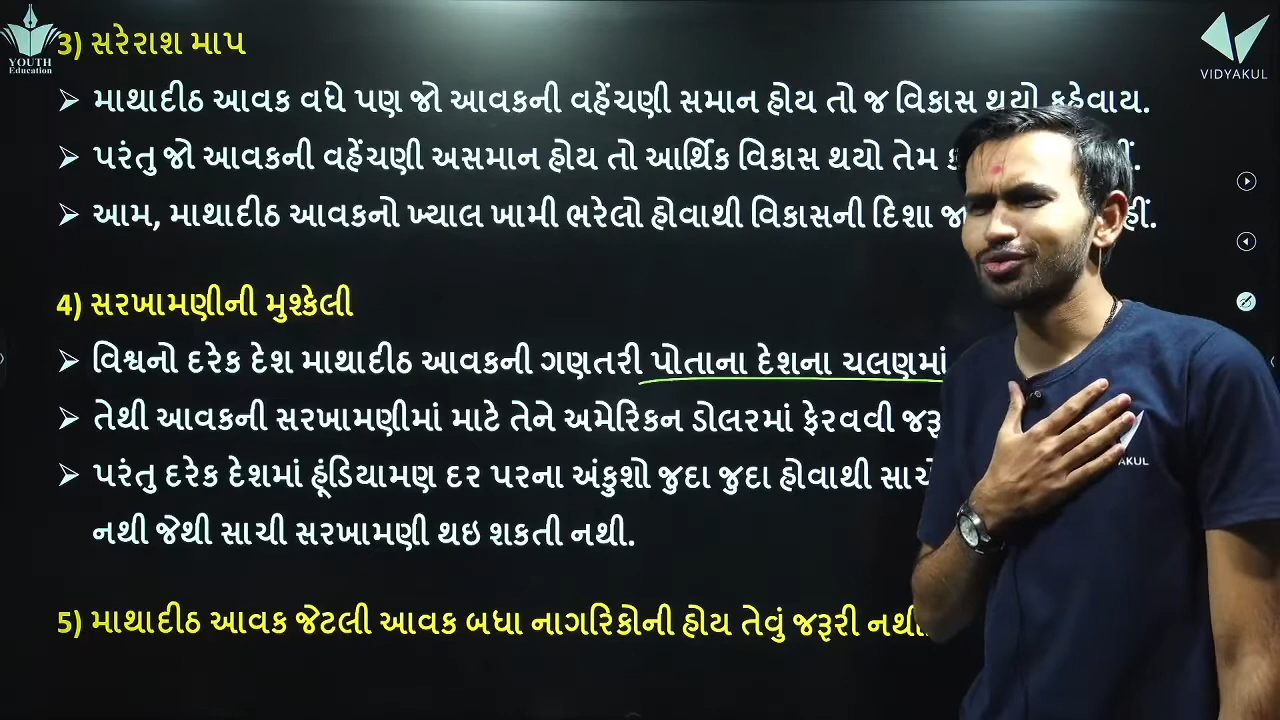 YOUTH
Education
VIDYAKUL
3) સરેરાશ માપ
➢ માથાદીઠ આવક વધે પણ જો આવકની વહેંચણી સમાન હોય તો જ વિકાસ થયો કહેવાય.
➢ પરંતુ જો આવકની વહેંચણી અસમાન હોય તો આર્થિક વિકાસ થયો તેમ
➢ આમ, માથાદીઠ આવકનો ખ્યાલ ખામી ભરેલો હોવાથી વિકાસની દિશા
4) સરખામણીની મુશ્કેલી
➢ વિશ્વનો દરેક દેશ માથાદીઠ આવકની ગણતરી પોતાના દેશના ચલણમાં
➢ તેથી આવકની સરખામણીમાં માટે તેને અમેરિકન ડોલરમાં ફેરવવી
➢ પરંતુ દરેક દેશમાં હૂંડિયામણ દર પરના અંકુશો જુદા જુદા હોવાથી
નથી જેથી સાચી સરખામણી થઇ શકતી નથી.
5) માથાદીઠ આવક જેટલી આવક બધા નાગરિકોની હોય તેવું જરૂરી નથી.